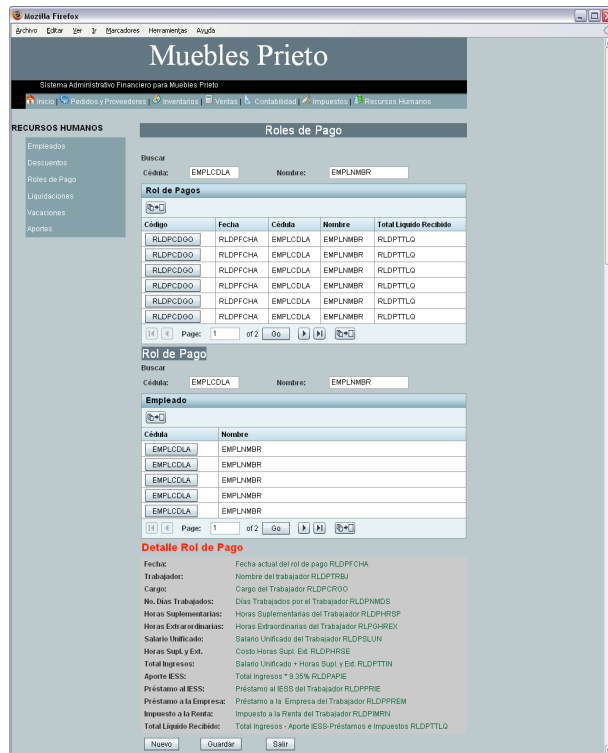 Mozilla Firefox
Archivo Editar Ver Ir Marcadores Herramientas Ayuda
Muebles Prieto
Sistema Administrativo Financiero para Muebles Prieto
Inicio | Pedidos y Proveedores | Inventarios | Ventas | Contabilidad | Impuestos | Recursos Humanos
RECURSOS HUMANOS
Empleados
Descuentos
Roles de Pago
Liquidaciones
Vacaciones
Aportes
Roles de Pago
Buscar
Cédula: EMPLCDLA Nombre: EMPLNMBR
Rol de Pagos
Código Fecha Cédula Nombre Total Liquido Recibido
RLDPCDGO RLDPFCHA EMPLCDLA EMPLNMBR RLDPTTLQ
RLDPCDGO RLDPFCHA EMPLCDLA EMPLNMBR RLDPTTLQ
RLDPCDGO RLDPFCHA EMPLCDLA EMPLNMBR RLDPTTLQ
RLDPCDGO RLDPFCHA EMPLCDLA EMPLNMBR RLDPTTLQ
RLDPCDGO RLDPFCHA EMPLCDLA EMPLNMBR RLDPTTLQ
Page: 1 of 2 Go
Rol de Pago
Buscar
Cédula: EMPLCDLA Nombre: EMPLNMBR
Empleado
Cédula Nombre
EMPLCDLA EMPLNMBR
EMPLCDLA EMPLNMBR
EMPLCDLA EMPLNMBR
EMPLCDLA EMPLNMBR
EMPLCDLA EMPLNMBR
Page: 1 of 2 Go
Detalle Rol de Pago
Fecha: Fecha actual del rol de pago RLDPFCHA
Trabajador: Nombre del trabajador RLDPTRBJ
Cargo: Cargo del Trabajador RLDPCRGO
No. Días Trabajados: Días Trabajados por el Trabajador RLDPNMDS
Horas Suplementarias: Horas Suplementarias del Trabajador RLDPHRSP
Horas Extrarordinarias: Horas Extraordinarias del Trabajador RLPGHREX
Salario Unificado: Salario Unificado del Trabajador RLDPSLUN
Horas Supl. y Ext. Costo Horas Supl. Ext. RLDPHRSE
Total Ingresos: Salario Unificado + Horas Supl. y Ext. RLDPTTIN
Aporte IESS: Total Ingresos * 9.35% RLDPAPIE
Préstamo al IESS: Préstamo al IESS del Trabajador RLDPPRIE
Préstamo a la Empresa: Préstamo a la Empresa del Trabajador RLDPPREM
Impuesto a la Renta: Impuesto a la Renta del Trabajador RLDPIMRN
Total Líquido Recibido: Total Ingresos - Aporte IESS-Préstamos e Impuestos RLDPTTLQ
Nuevo Guardar Salir